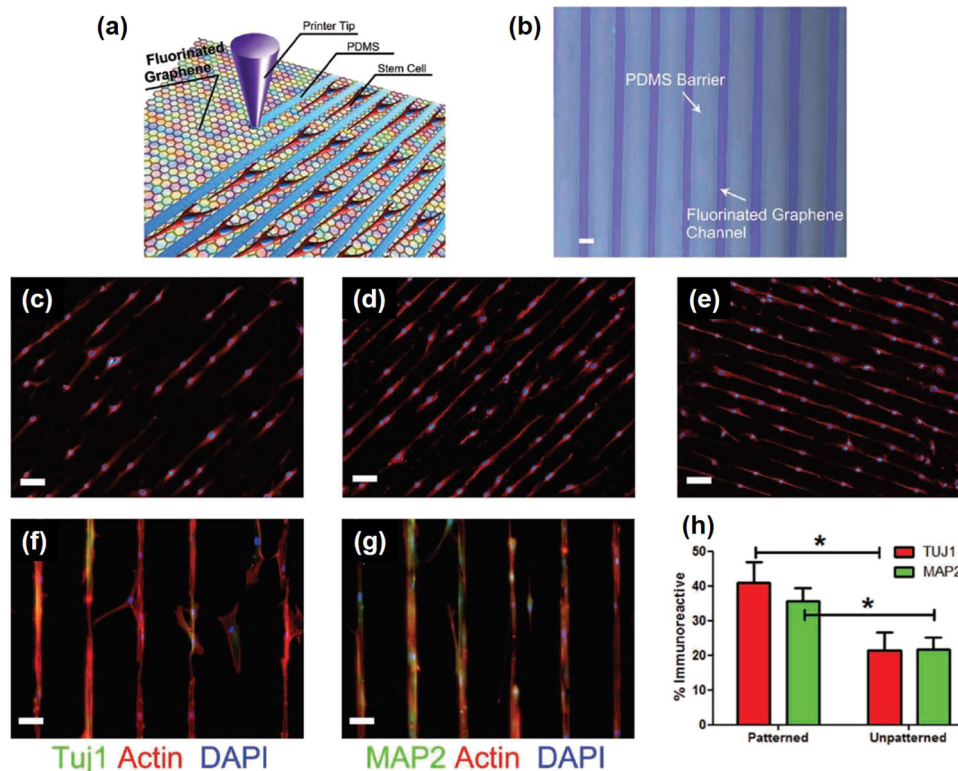 (a)
Printer Tip
Fluorinated
Graphene
PDMS
Stem Cell
(b)
PDMS Barrier
Fluorinated Graphene
Channel
(c)
(d)
(e)
(f)
(g)
(h)
Tuj1 Actin DAPI
MAP2 Actin DAPI
% Immunoreactive
50
40
30
20
10
0
*
*
TUJ1
MAP2
Patterned
Unpatterned